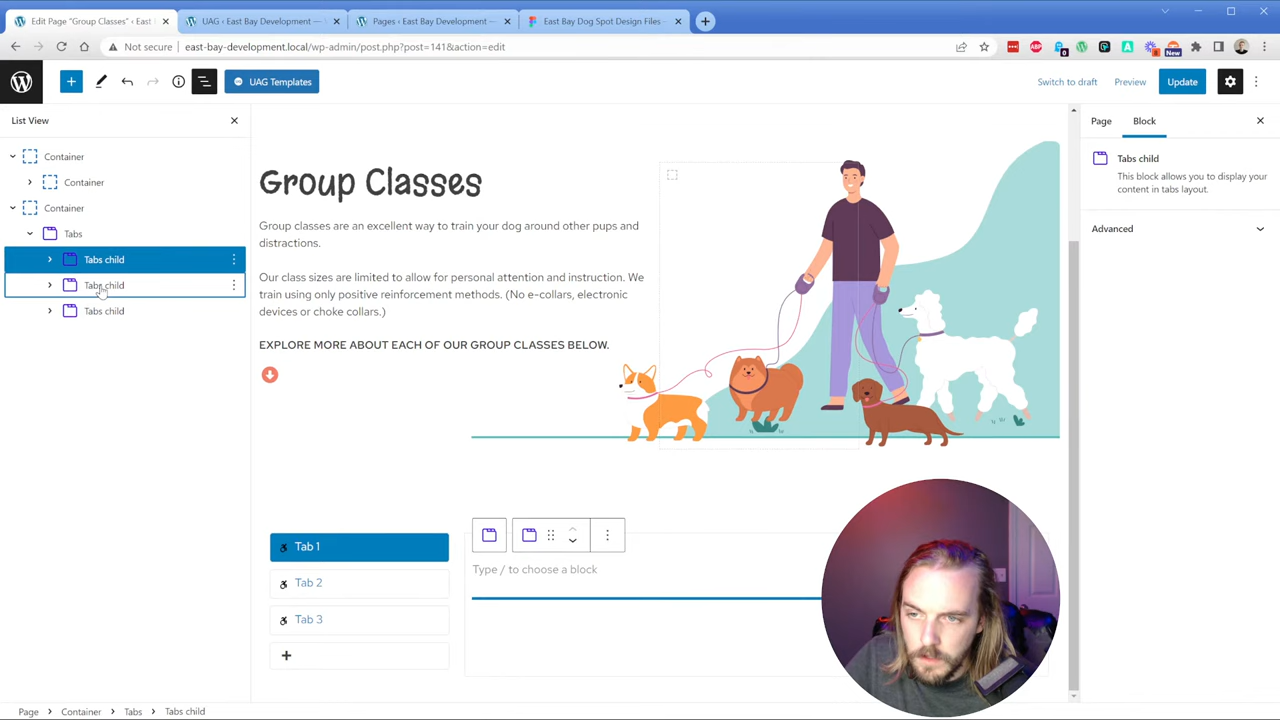 Edit Page "Group Classes" ‹ East B
UAG ‹ East Bay Development —
Pages ‹ East Bay Development —
East Bay Dog Spot Design Files –
Not secure
east-bay-development.local/wp-admin/post.php?post=141&action=edit
ABP
New
UAG Templates
Switch to draft
Preview
Update
List View
Container
Container
Container
Tabs
Tabs child
Tabs child
Tabs child
Group Classes
Group classes are an excellent way to train your dog around other pups and
distractions.
Our class sizes are limited to allow for personal attention and instruction. We
train using only positive reinforcement methods. (No e-collars, electronic
devices or choke collars.)
EXPLORE MORE ABOUT EACH OF OUR GROUP CLASSES BELOW.
Tab 1
Tab 2
Tab 3
Type / to choose a block
Page
Block
Tabs child
This block allows you to display your
content in tabs layout.
Advanced
Page
Container
Tabs
Tabs child